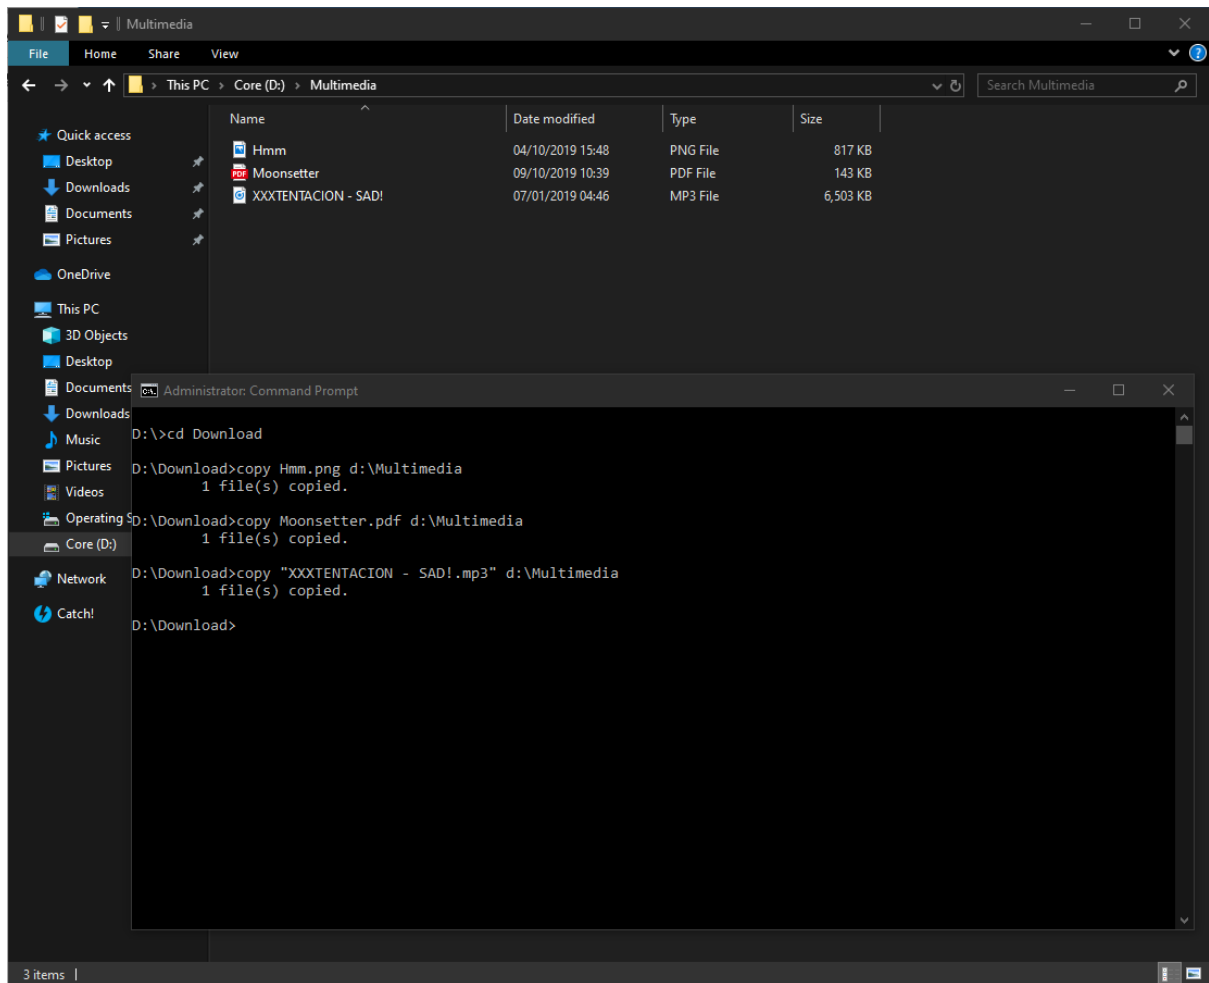 Multimedia
File Home Share View
This PC > Core (D:) > Multimedia Search Multimedia
Name Date modified Type Size
Hmm 04/10/2019 15:48 PNG File 817 KB
Moonsetter 09/10/2019 10:39 PDF File 143 KB
XXXTENTACION - SAD! 07/01/2019 04:46 MP3 File 6,503 KB
Quick access
Desktop
Downloads
Documents
Pictures
OneDrive
This PC
3D Objects
Desktop
Documents
Downloads
Music
Pictures
Videos
Operating S
Core (D:)
Network
Catch!
Administrator: Command Prompt
D:\>cd Download
D:\Download>copy Hmm.png d:\Multimedia
1 file(s) copied.
D:\Download>copy Moonsetter.pdf d:\Multimedia
1 file(s) copied.
D:\Download>copy "XXXTENTACION - SAD!.mp3" d:\Multimedia
1 file(s) copied.
D:\Download>
3 items